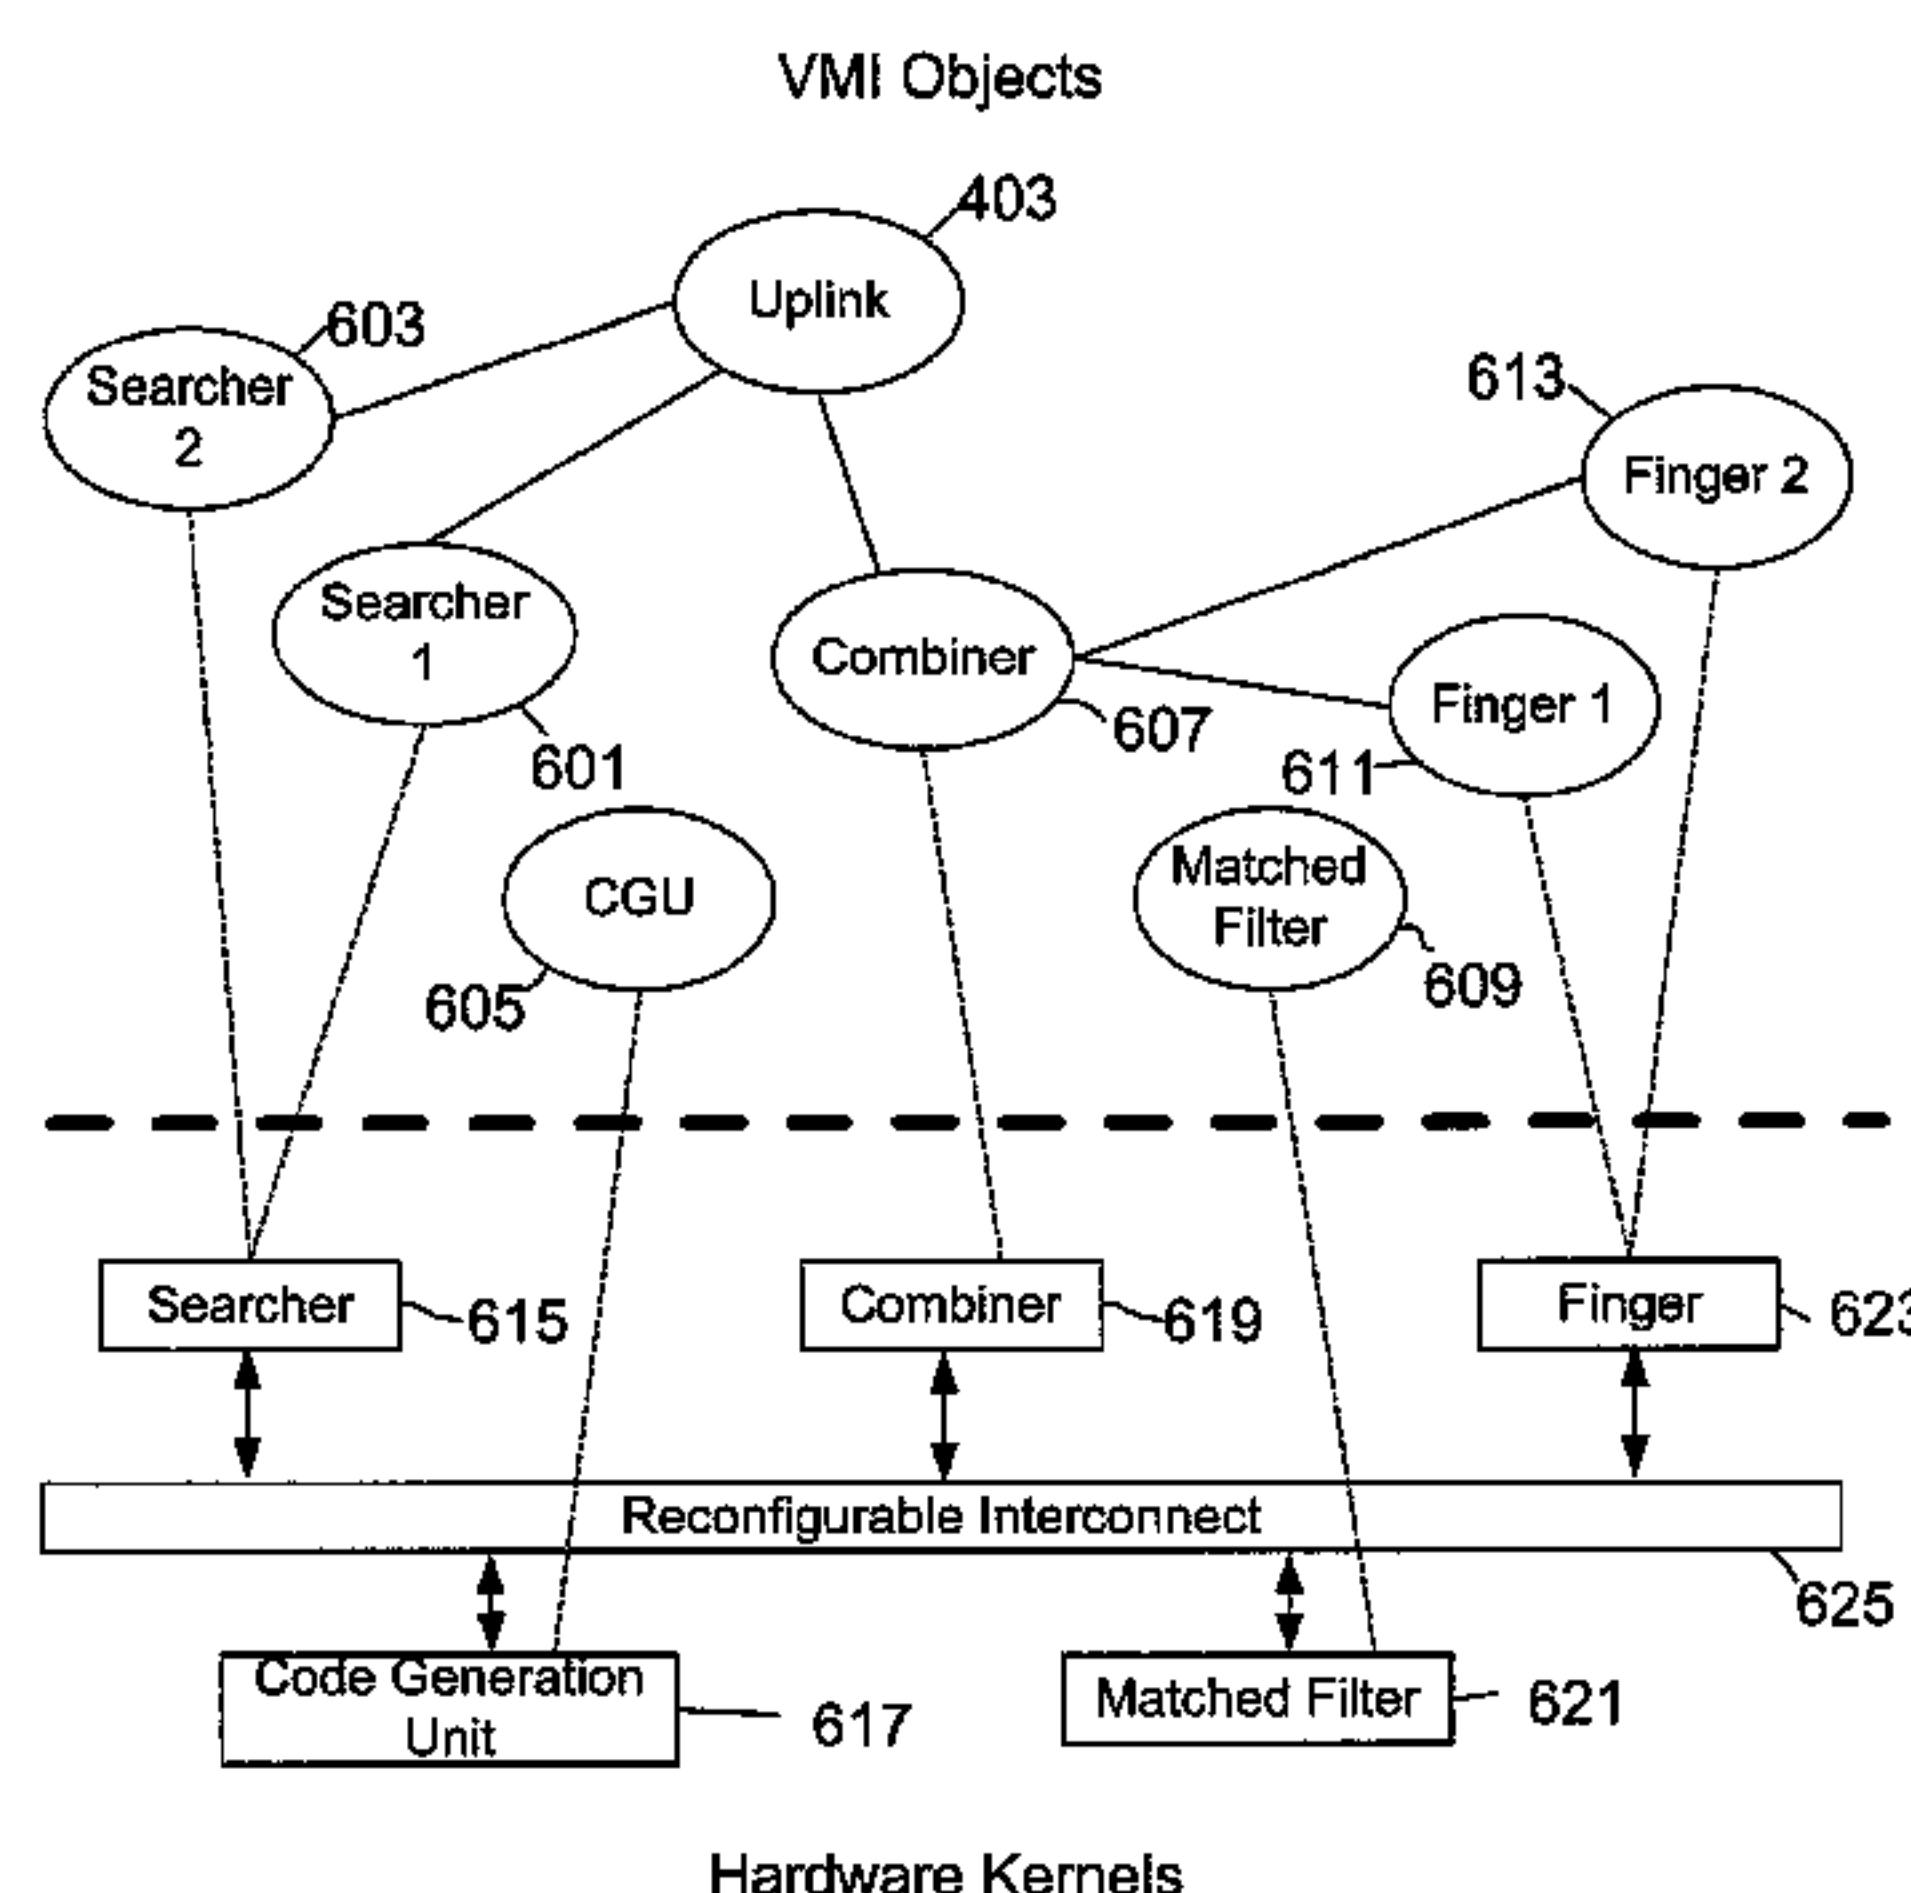 VMI Objects
403
Uplink
603
Searcher
2
613
Finger 2
Searcher
1
601
Combiner
607
Finger 1
611
CGU
605
Matched
Filter
609
Searcher
615
Combiner
619
Finger
623
Reconfigurable Interconnect
625
Code Generation
Unit
617
Matched Filter
621
Hardware Kernels